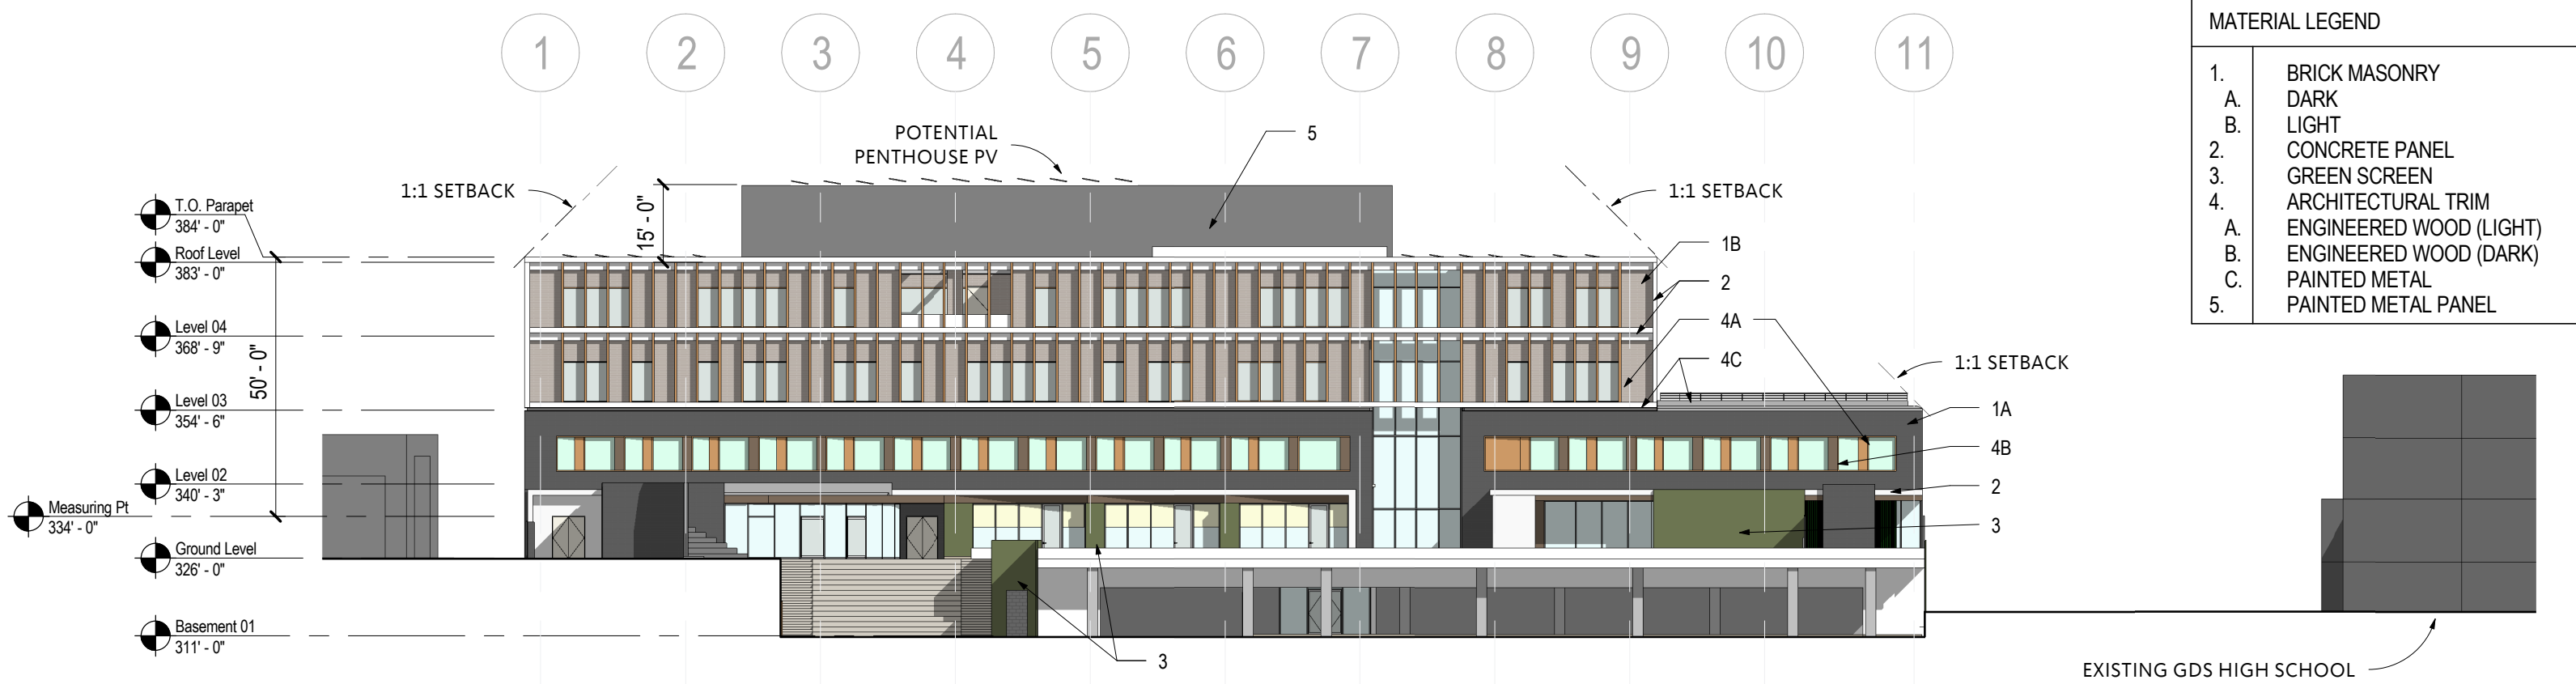 1 2 3 4 5 6 7 8 9 10 11
MATERIAL LEGEND
1. BRICK MASONRY
A. DARK
B. LIGHT
2. CONCRETE PANEL
3. GREEN SCREEN
4. ARCHITECTURAL TRIM
A. ENGINEERED WOOD (LIGHT)
B. ENGINEERED WOOD (DARK)
C. PAINTED METAL
5. PAINTED METAL PANEL
POTENTIAL
PENTHOUSE PV
5
1:1 SETBACK
1:1 SETBACK
15' - 0"
T.O. Parapet
384' - 0"
Roof Level
383' - 0"
1B
2
Level 04
368' - 9"
4A
50' - 0"
4C
1:1 SETBACK
Level 03
354' - 6"
1A
4B
Level 02
340' - 3"
2
Measuring Pt
334' - 0"
3
Ground Level
326' - 0"
Basement 01
311' - 0"
3
EXISTING GDS HIGH SCHOOL